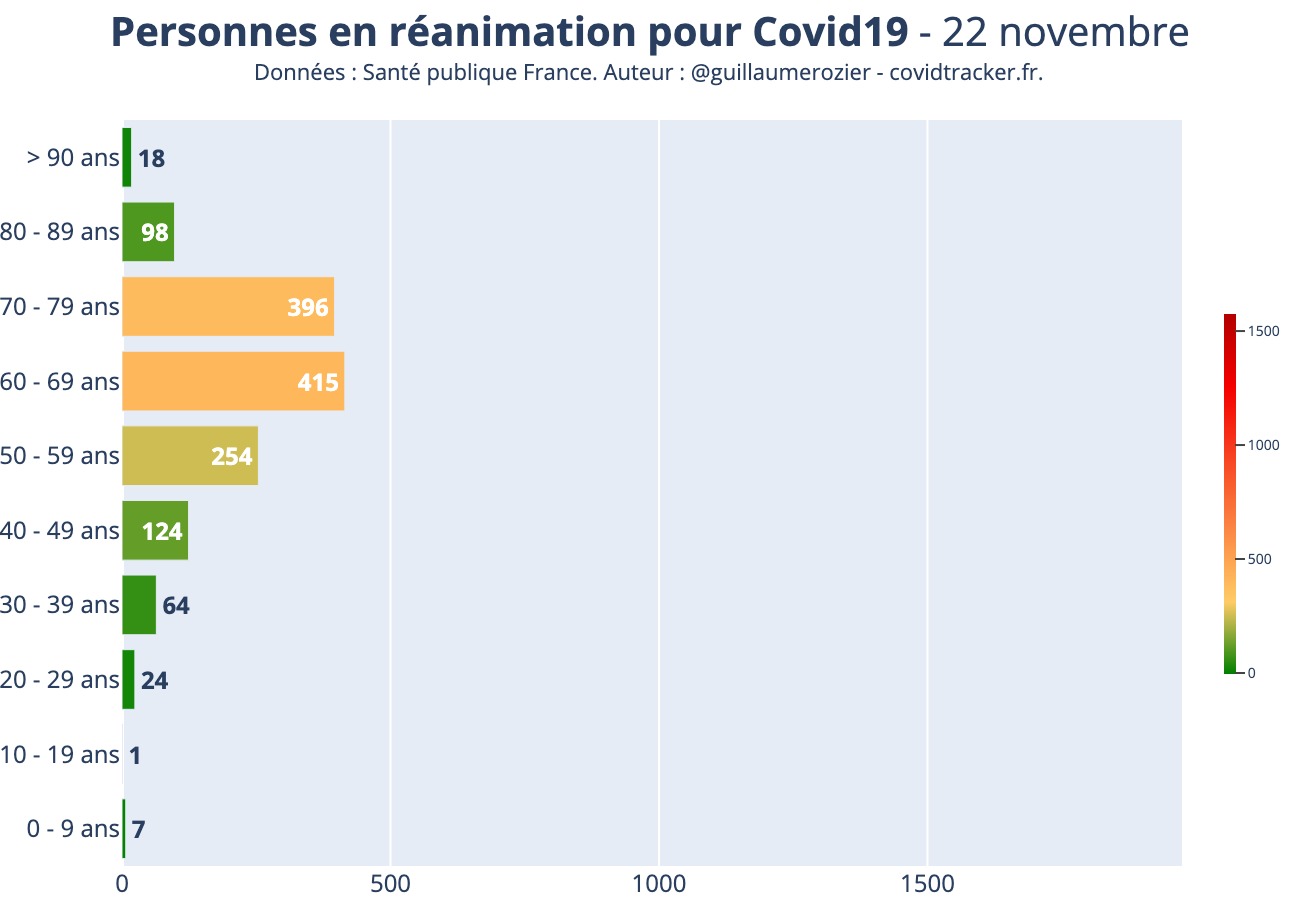 Personnes en réanimation pour Covid19 - 22 novembre
Données : Santé publique France. Auteur : @guillaumerozier - covidtracker.fr.
> 90 ans 18
80 - 89 ans 98
70 - 79 ans 396
60 - 69 ans 415
50 - 59 ans 254
40 - 49 ans 124
30 - 39 ans 64
20 - 29 ans 24
10 - 19 ans 1
0 - 9 ans 7
0 500 1000 1500
1500
1000
500
0